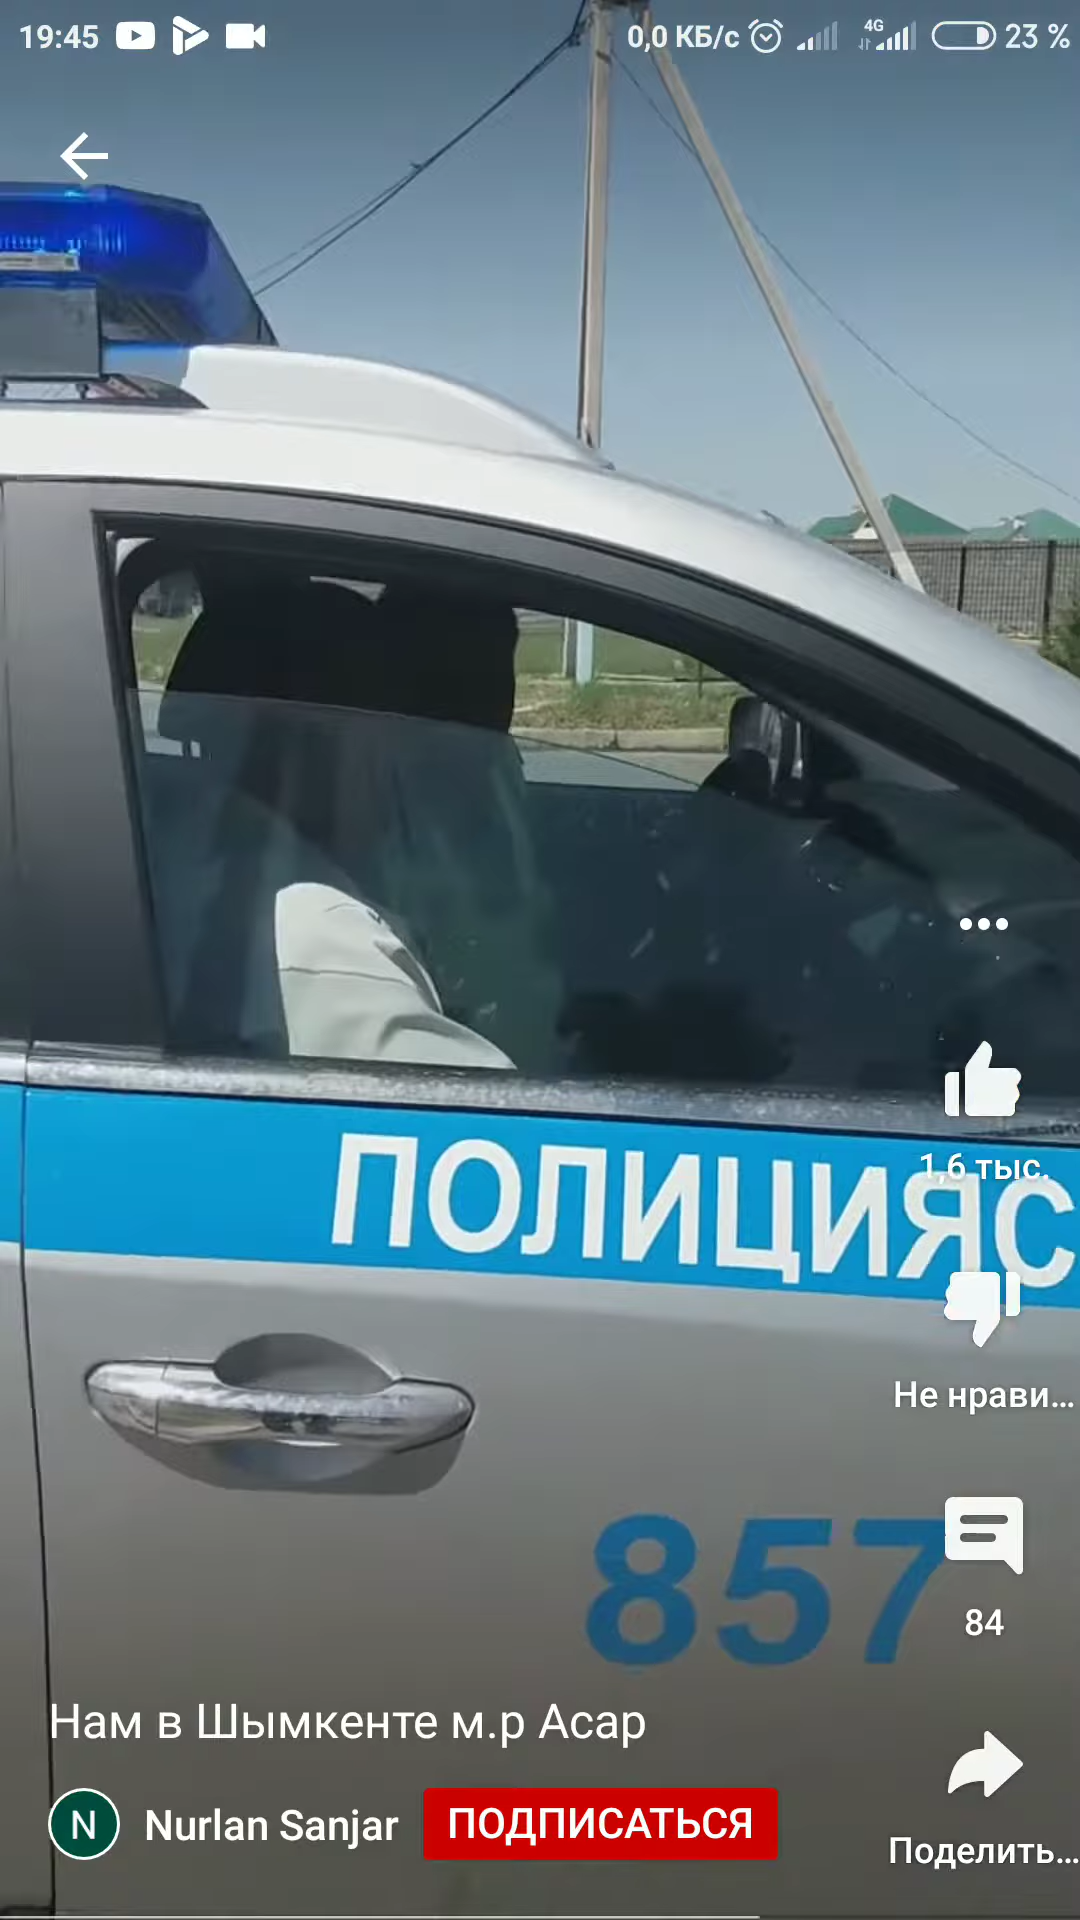 19:45 0,0 КБ/с 4G 23 %
ПОЛИЦИЯС
1,6 тыс.
Не нрави...
857
84
Нам в Шымкенте м.р Асар
N Nurlan Sanjar ПОДПИСАТЬСЯ
Поделить...